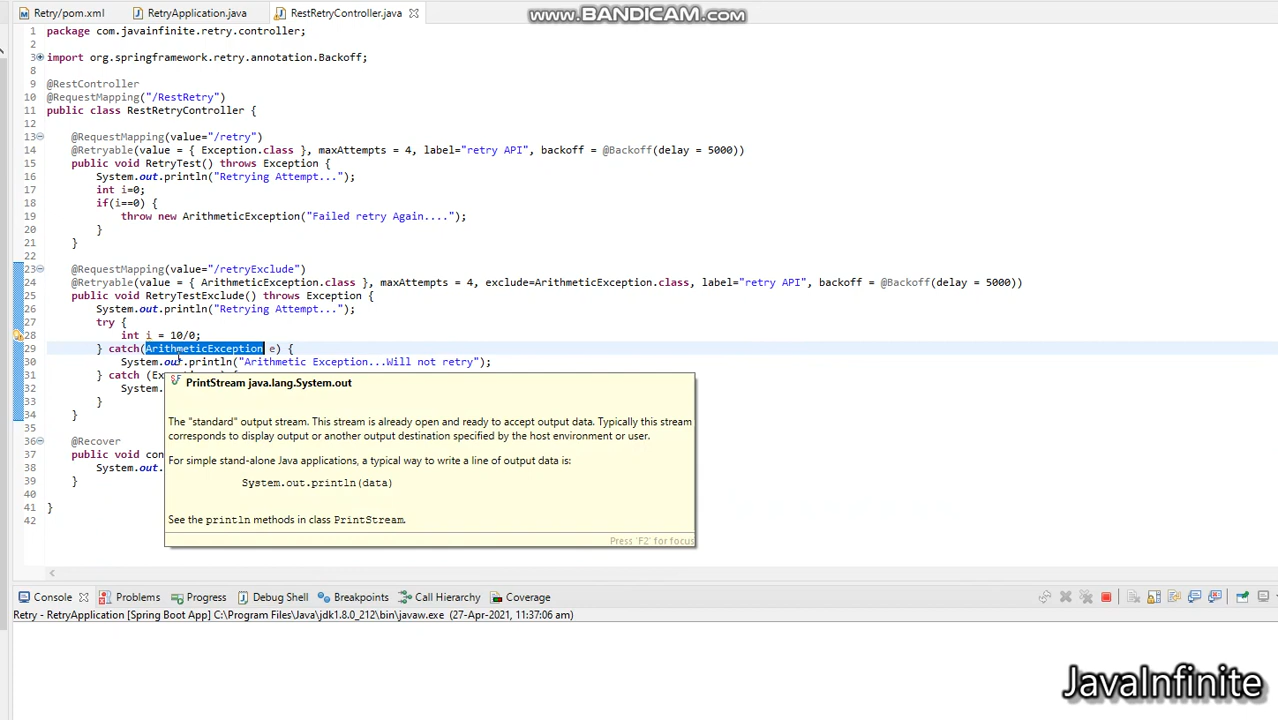 Retry/pom.xml RetryApplication.java RestRetryController.java
www.BANDICAM.com
1 package com.javainfinite.retry.controller;
2
3 import org.springframework.retry.annotation.Backoff;
8
9 @RestController
10 @RequestMapping("/RestRetry")
11 public class RestRetryController {
12
13 @RequestMapping(value="/retry")
14 @Retryable(value = { Exception.class }, maxAttempts = 4, label="retry API", backoff = @Backoff(delay = 5000))
15 public void RetryTest() throws Exception {
16 System.out.println("Retrying Attempt...");
17 int i=0;
18 if(i==0) {
19 throw new ArithmeticException("Failed retry Again....");
20 }
21 }
22
23 @RequestMapping(value="/retryExclude")
24 @Retryable(value = { ArithmeticException.class }, maxAttempts = 4, exclude=ArithmeticException.class, label="retry API", backoff = @Backoff(delay = 5000))
25 public void RetryTestExclude() throws Exception {
26 System.out.println("Retrying Attempt...");
27 try {
28 int i = 10/0;
29 } catch(ArithmeticException e) {
30 System.out.println("Arithmetic Exception...Will not retry");
31 } catch (Ex
32 System.
33 }
34 }
35
36 @Recover
37 public void con
38 System.out.
39 }
40
41 }
42
PrintStream java.lang.System.out
The "standard" output stream. This stream is already open and ready to accept output data. Typically this stream
corresponds to display output or another output destination specified by the host environment or user.
For simple stand-alone Java applications, a typical way to write a line of output data is:
System.out.println(data)
See the println methods in class PrintStream.
Press 'F2' for focus
Console Problems Progress Debug Shell Breakpoints Call Hierarchy Coverage
Retry - RetryApplication [Spring Boot App] C:\Program Files\Java\jdk1.8.0_212\bin\javaw.exe (27-Apr-2021, 11:37:06 am)
JavaInfinite